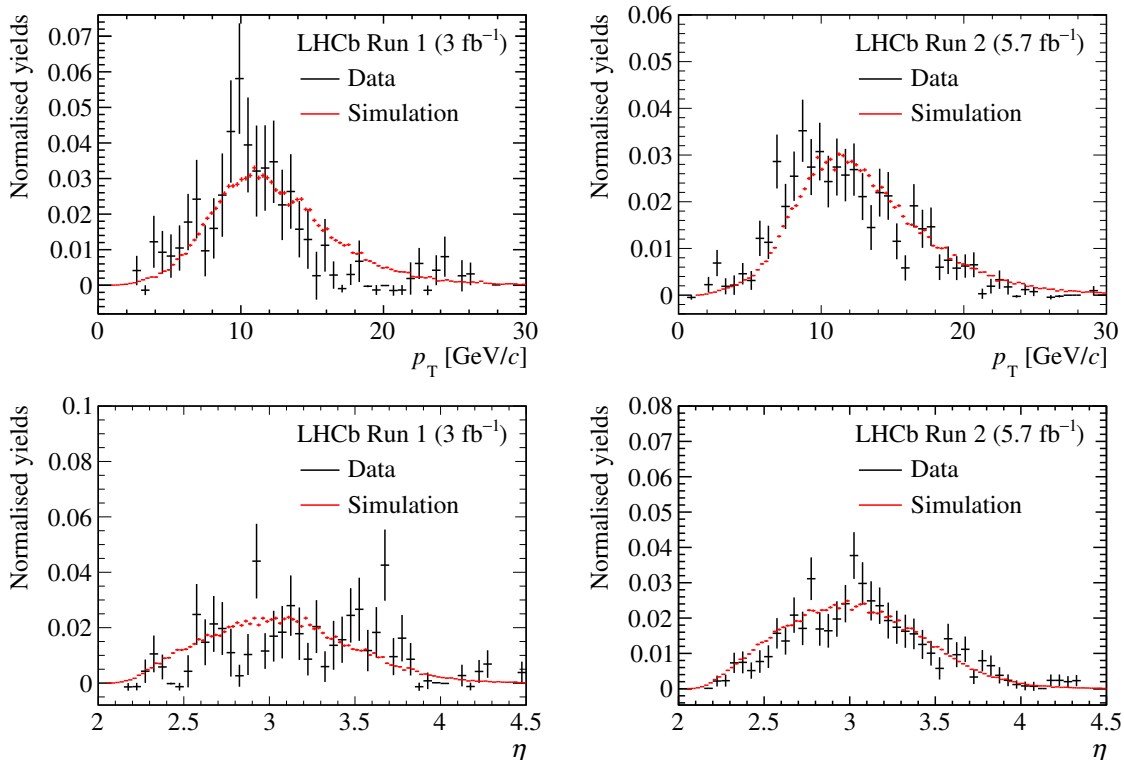 Normalised yields
0.07
0.06
0.05
0.04
0.03
0.02
0.01
0
LHCb Run 1 (3 fb⁻¹)
Data
Simulation
0 10 20 30
p_T [GeV/c]
Normalised yields
0.06
0.05
0.04
0.03
0.02
0.01
0
LHCb Run 2 (5.7 fb⁻¹)
Data
Simulation
0 10 20 30
p_T [GeV/c]
Normalised yields
0.1
0.08
0.06
0.04
0.02
0
LHCb Run 1 (3 fb⁻¹)
Data
Simulation
2 2.5 3 3.5 4 4.5
η
Normalised yields
0.08
0.07
0.06
0.05
0.04
0.03
0.02
0.01
0
LHCb Run 2 (5.7 fb⁻¹)
Data
Simulation
2 2.5 3 3.5 4 4.5
η